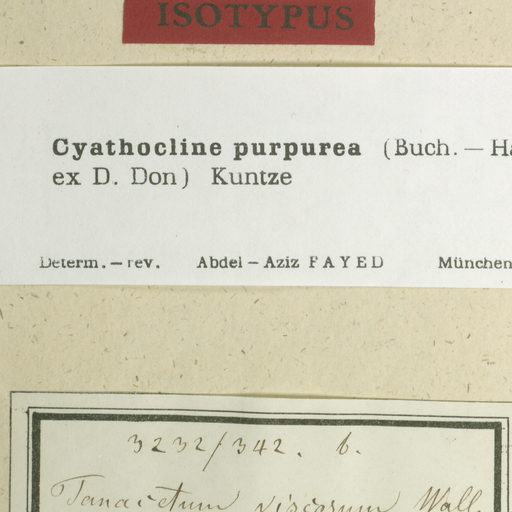 ISOTYPUS
Cyathocline purpurea (Buch. – Ha
ex D. Don) Kuntze
Determ. – rev. Abdel – Aziz FAYED München
3232/342. b.
Tanacetum viscosum Wall.